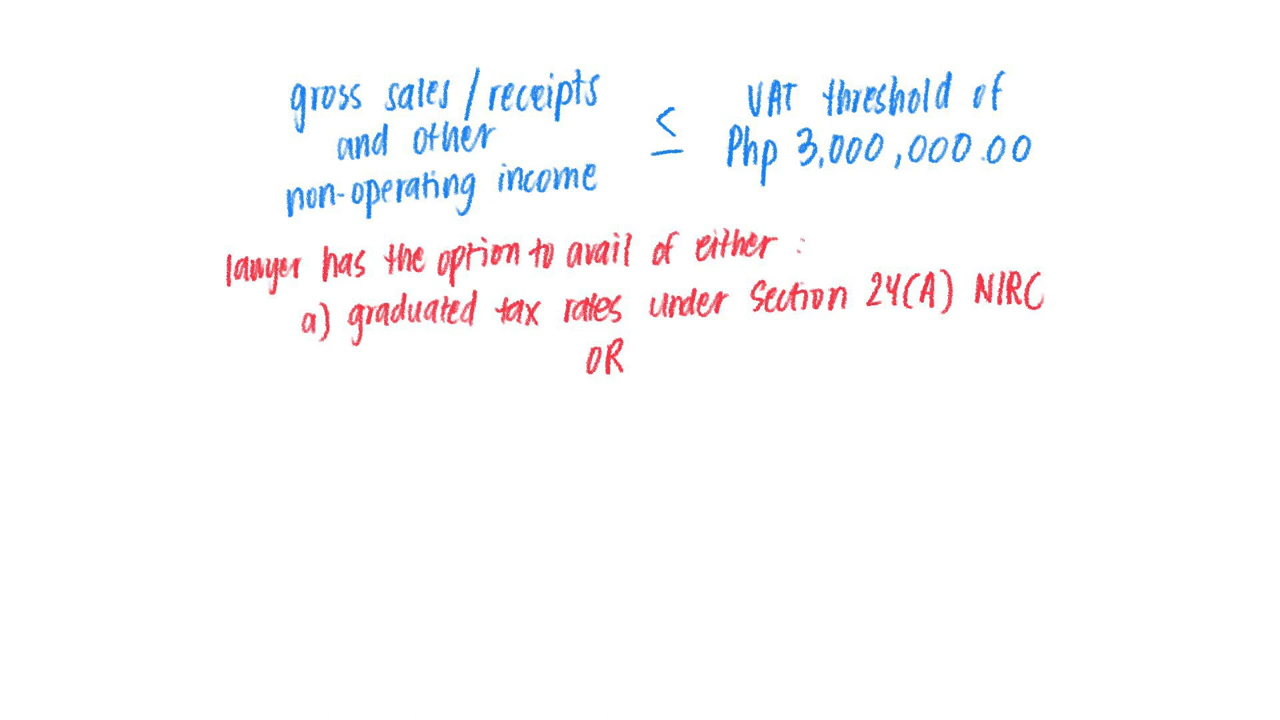 gross sales / receipts
and other
non-operating income
≤
VAT threshold of
Php 3,000,000.00
lawyer has the option to avail of either :
a) graduated tax rates under Section 24(A) NIRC
OR